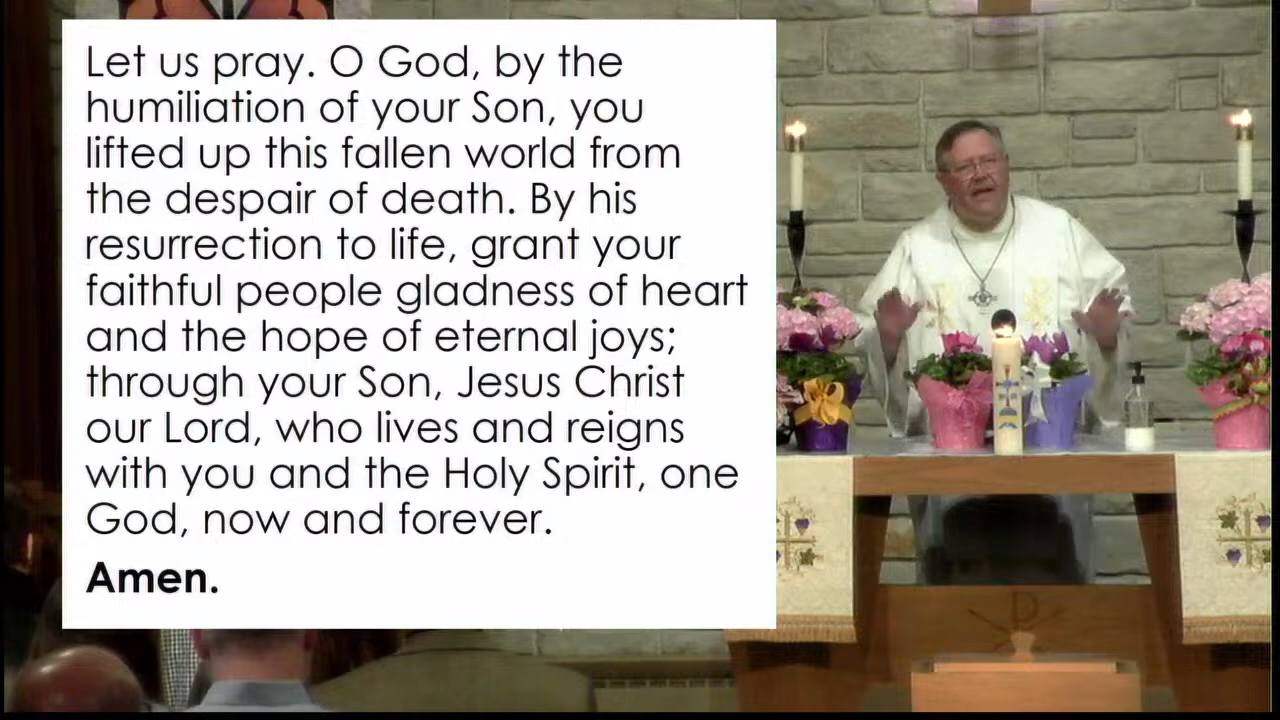 Let us pray. O God, by the
humiliation of your Son, you
lifted up this fallen world from
the despair of death. By his
resurrection to life, grant your
faithful people gladness of heart
and the hope of eternal joys;
through your Son, Jesus Christ
our Lord, who lives and reigns
with you and the Holy Spirit, one
God, now and forever.
Amen.